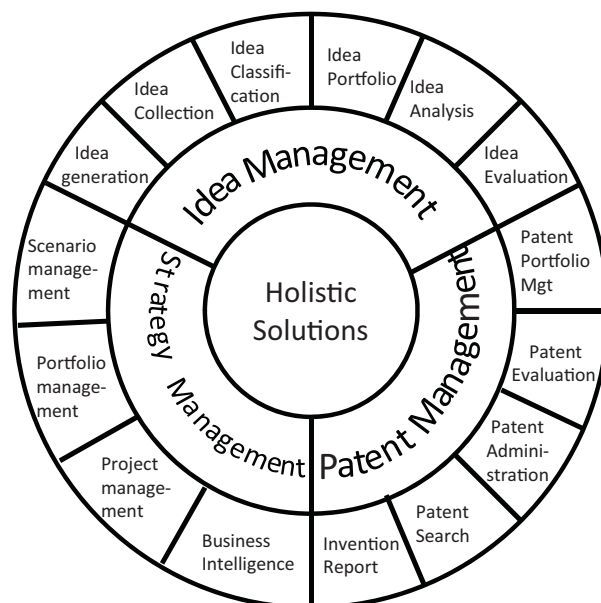 Idea
generation
Idea
Collection
Idea
Classifi-
cation
Idea
Portfolio
Idea
Analysis
Idea
Evaluation
Patent
Portfolio
Mgt
Patent
Evaluation
Patent
Admini-
stration
Patent
Search
Invention
Report
Business
Intelligence
Project
manage-
ment
Portfolio
manage-
ment
Scenario
manage-
ment
Idea Management
Patent Management
Strategy Management
Holistic
Solutions